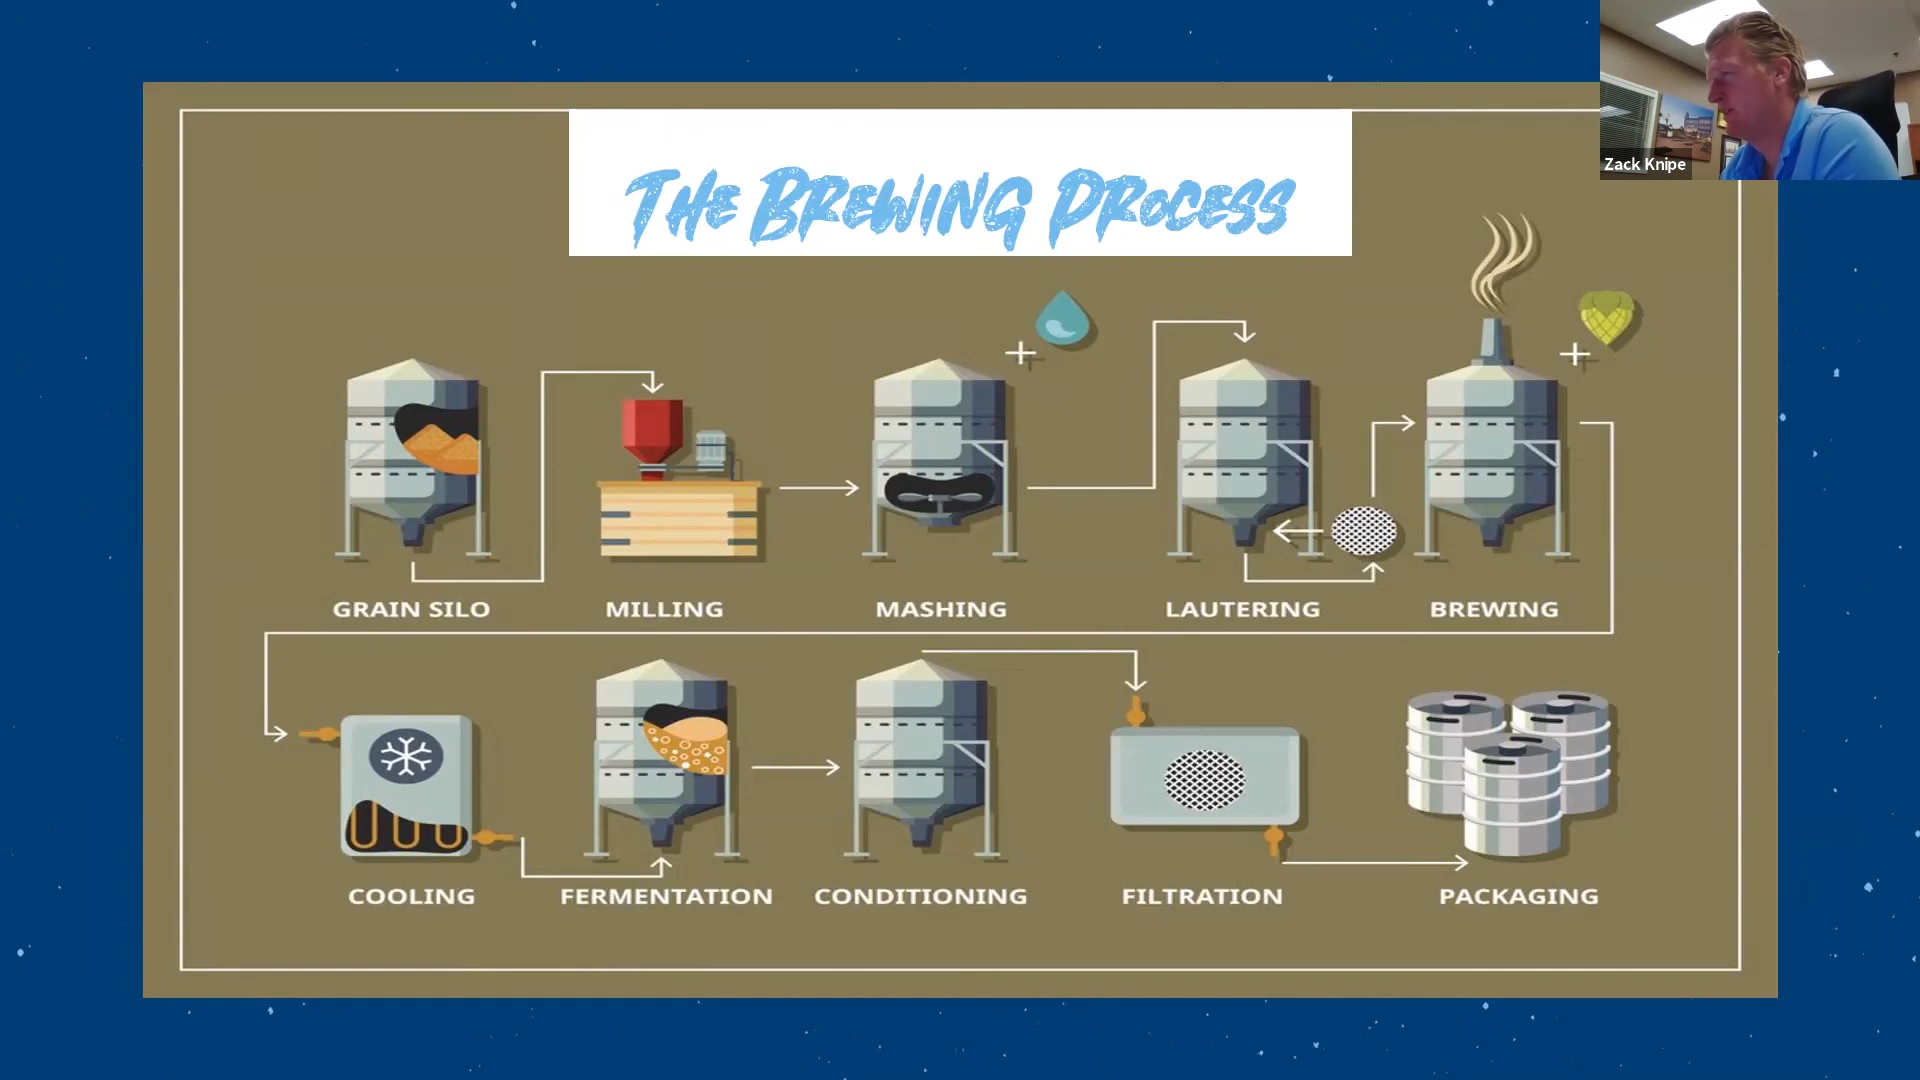 Zack Knipe
The Brewing Process
GRAIN SILO
MILLING
MASHING
LAUTERING
BREWING
COOLING
FERMENTATION
CONDITIONING
FILTRATION
PACKAGING